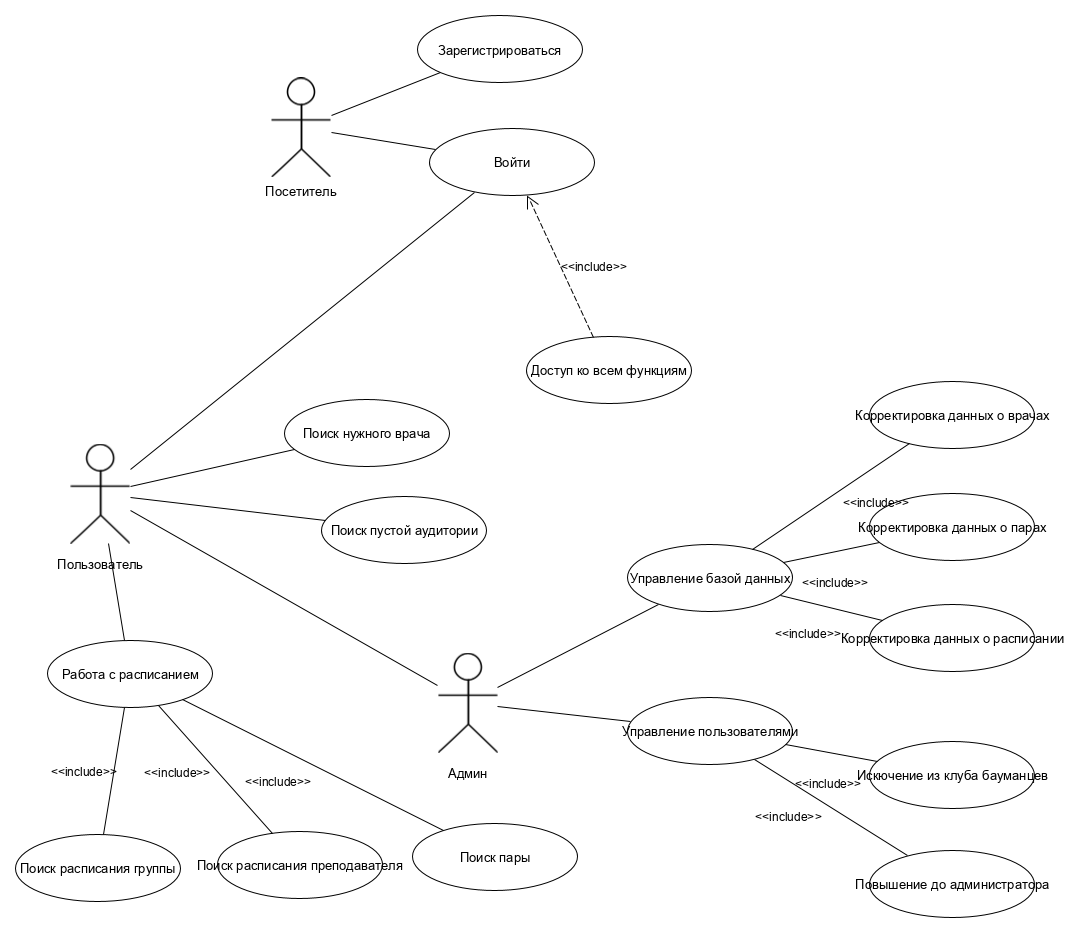 Зарегистрироваться
Посетитель
Войти
<<include>>
Доступ ко всем функциям
Поиск нужного врача
Поиск пустой аудитории
Пользователь
Корректировка данных о врачах
<<include>>
Корректировка данных о парах
Управление базой данных
<<include>>
<<include>>
Корректировка данных о расписании
Работа с расписанием
Админ
Управление пользователями
<<include>>
<<include>>
<<include>>
Искючение из клуба бауманцев
<<include>>
<<include>>
Поиск расписания группы
Поиск расписания преподавателя
Поиск пары
Повышение до администратора